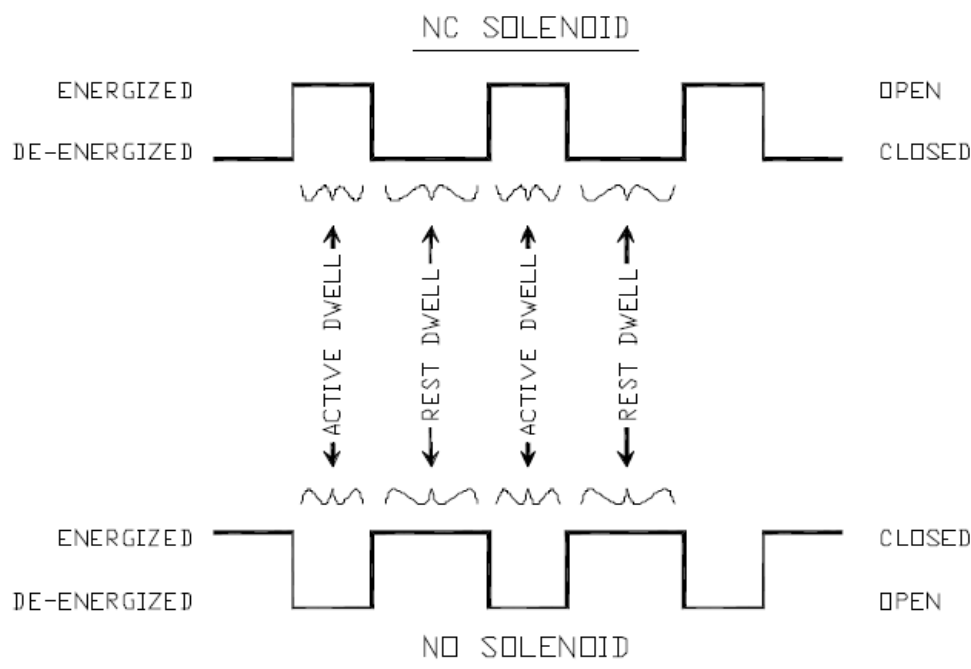 NC SOLENOID
ENERGIZED
OPEN
DE-ENERGIZED
CLOSED
ACTIVE DWELL
REST DWELL
ACTIVE DWELL
REST DWELL
ENERGIZED
CLOSED
DE-ENERGIZED
OPEN
NO SOLENOID